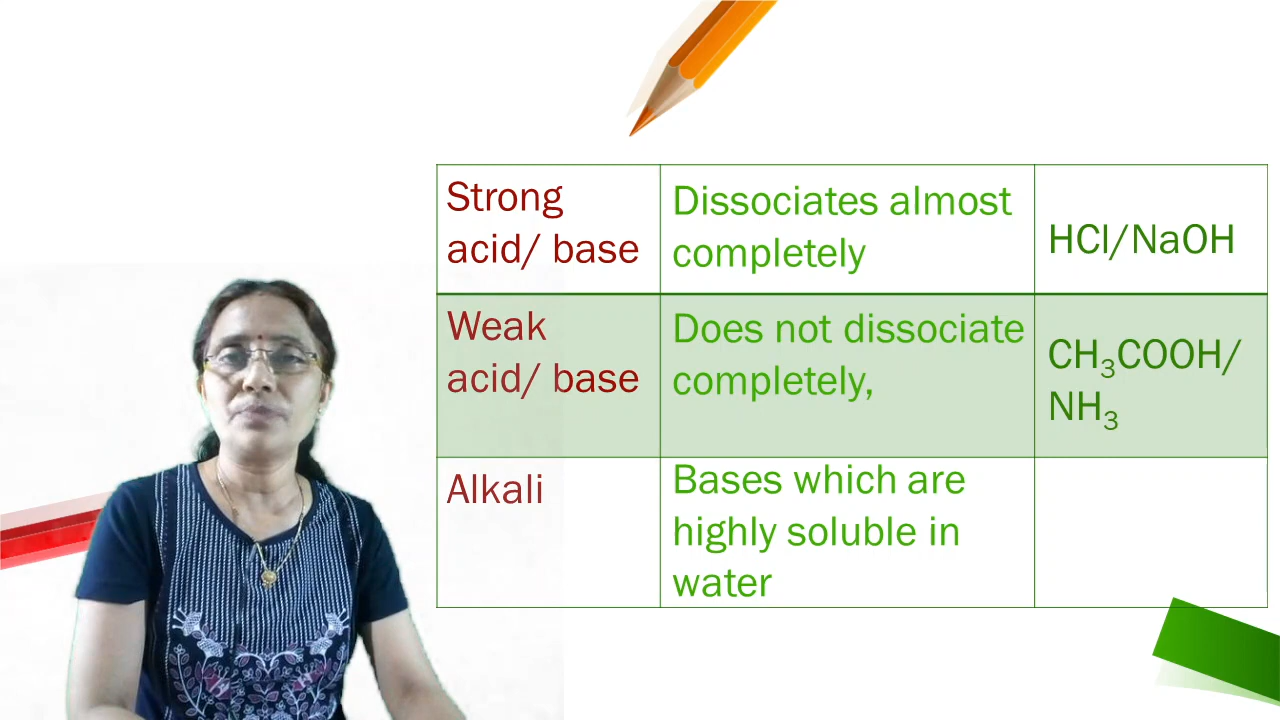 Strong
acid/ base
Dissociates almost
completely
HCl/NaOH
Weak
acid/ base
Does not dissociate
completely,
CH₃COOH/
NH₃
Alkali
Bases which are
highly soluble in
water